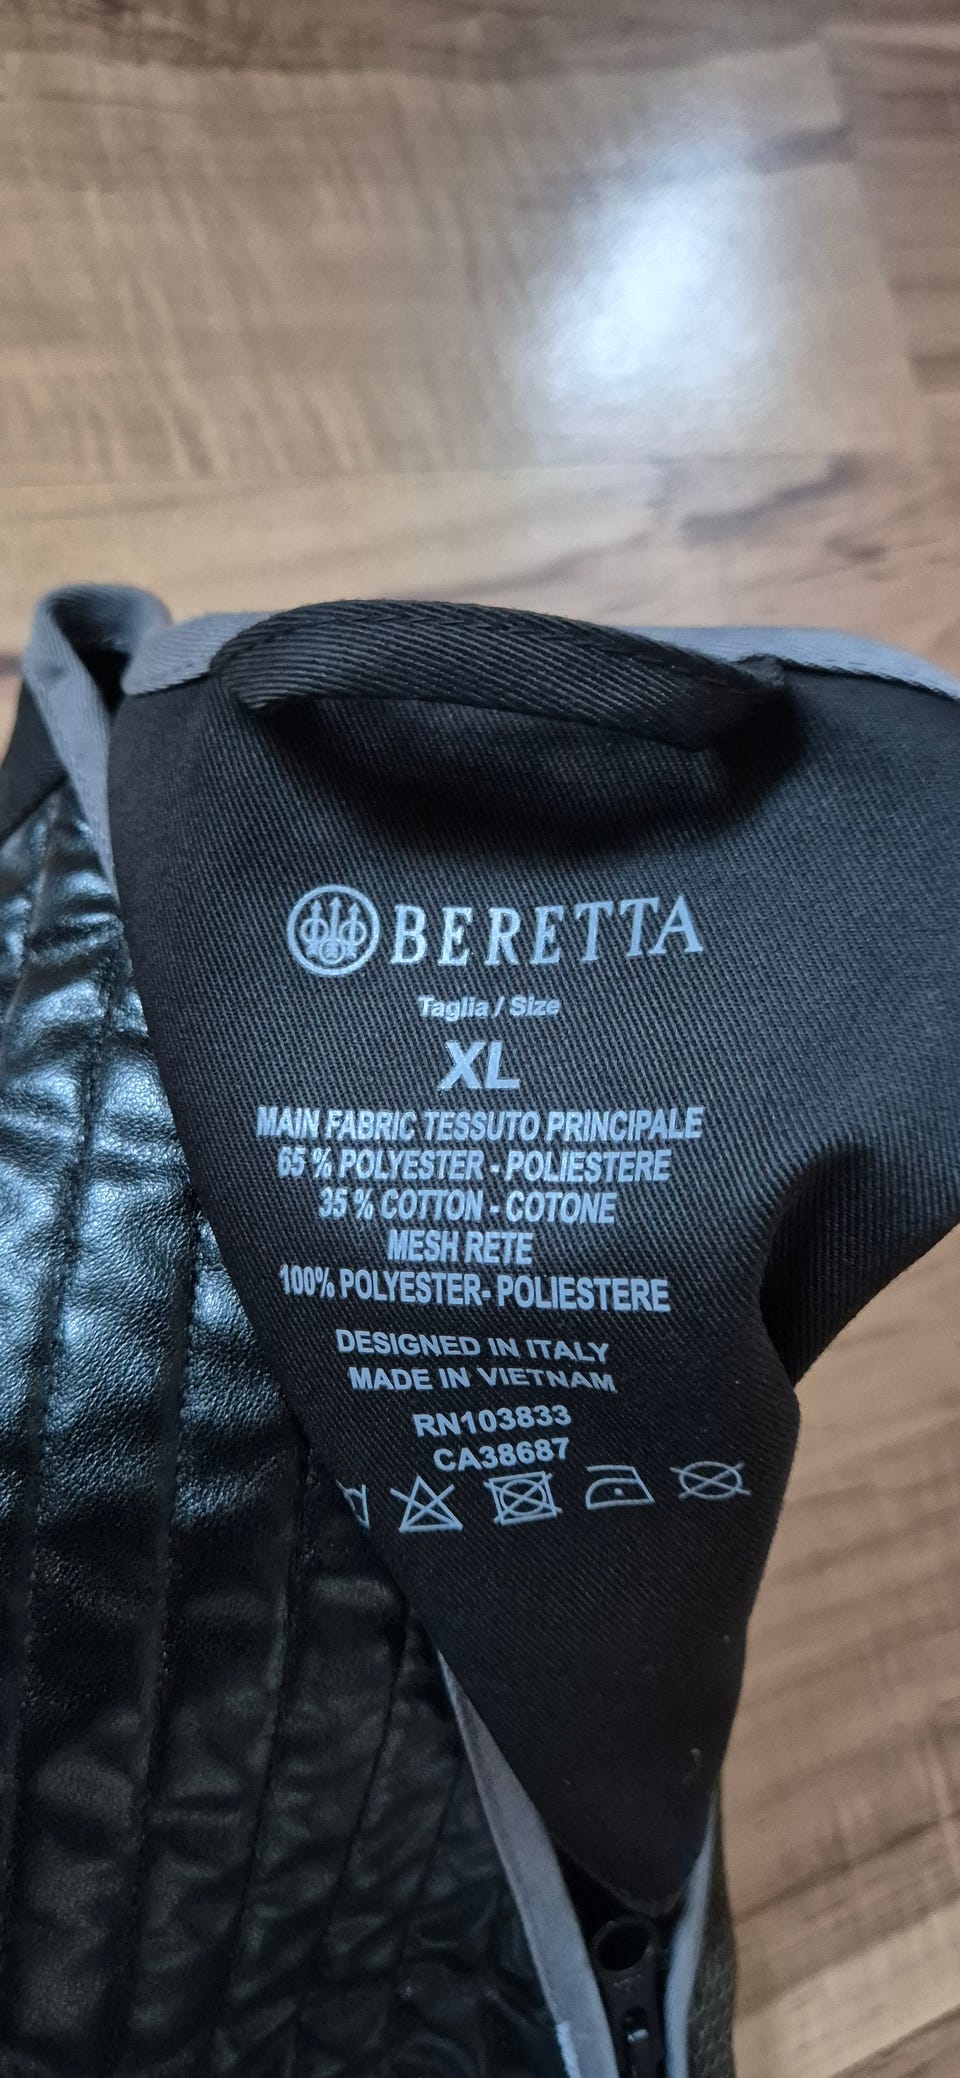 BERETTA
Taglia / Size
XL
MAIN FABRIC TESSUTO PRINCIPALE
65 % POLYESTER - POLIESTERE
35 % COTTON - COTONE
MESH RETE
100% POLYESTER- POLIESTERE
DESIGNED IN ITALY
MADE IN VIETNAM
RN103833
CA38687